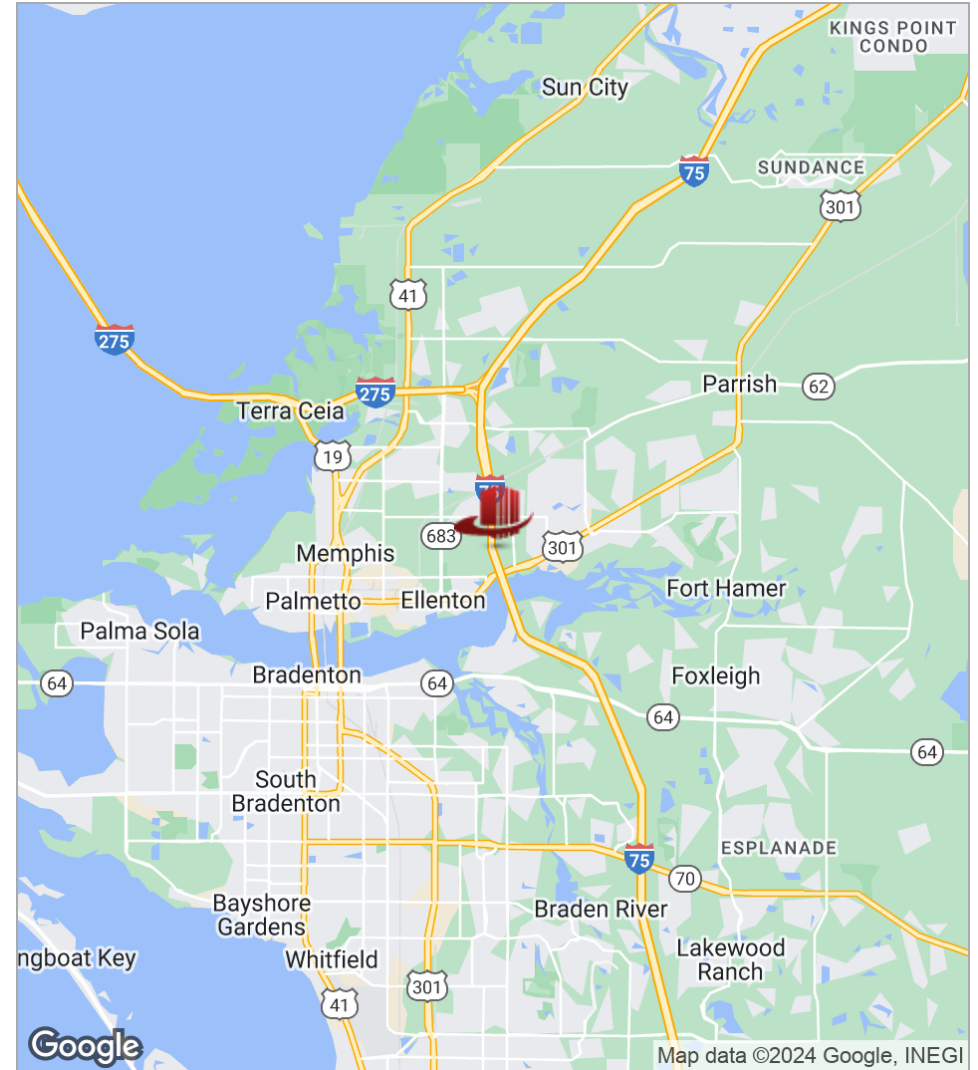 KINGS POINT
CONDO
Sun City
SUNDANCE
75
301
41
275
275
Parrish
62
Terra Ceia
19
683
301
Memphis
Fort Hamer
Palmetto
Ellenton
Palma Sola
Bradenton
64
64
Foxleigh
64
64
South
Bradenton
ESPLANADE
75
70
Bayshore
Gardens
Braden River
Whitfield
ngboat Key
Lakewood
Ranch
301
41
Google
Map data ©2024 Google, INEGI